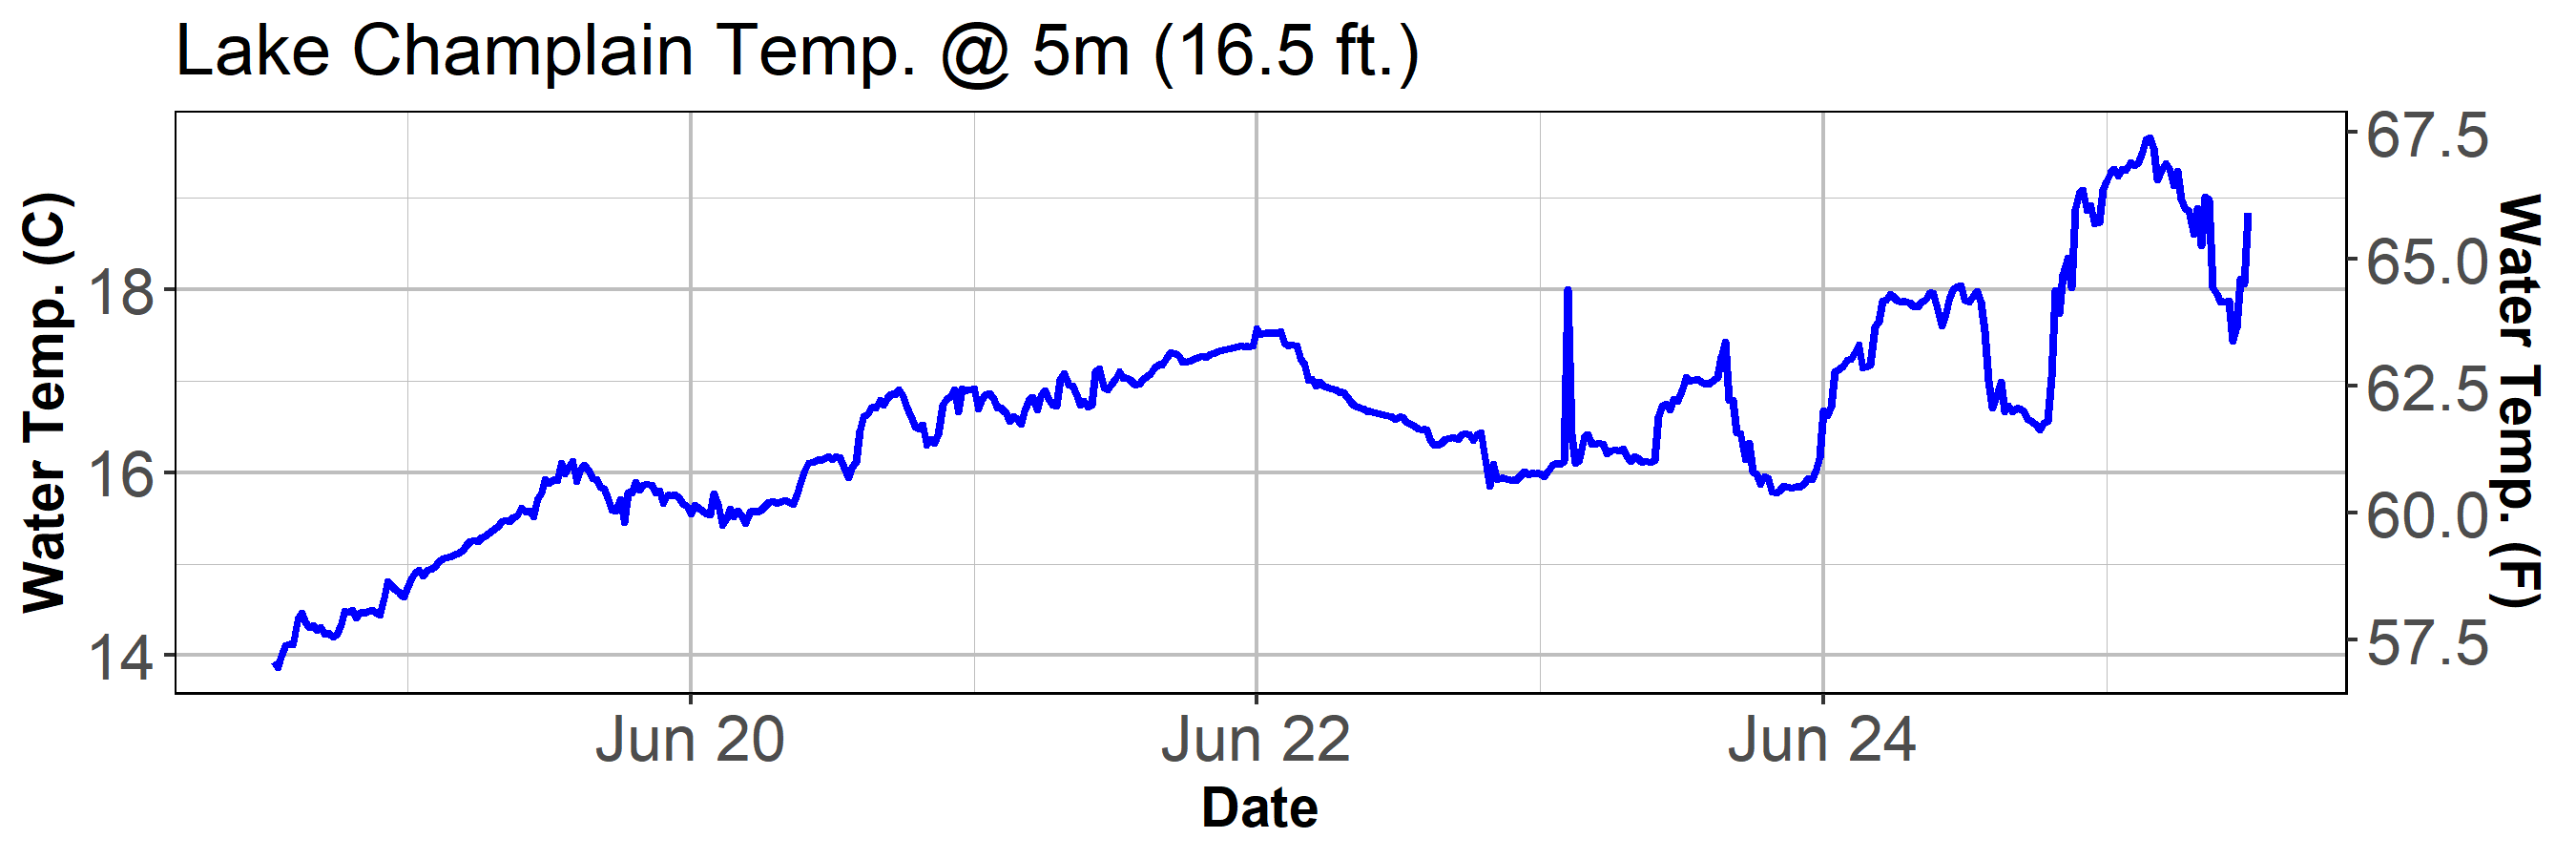 Lake Champlain Temp. @ 5m (16.5 ft.)
Water Temp. (C)
18
16
14
67.5
65.0
62.5
60.0
57.5
Water Temp. (F)
Jun 20
Jun 22
Jun 24
Date